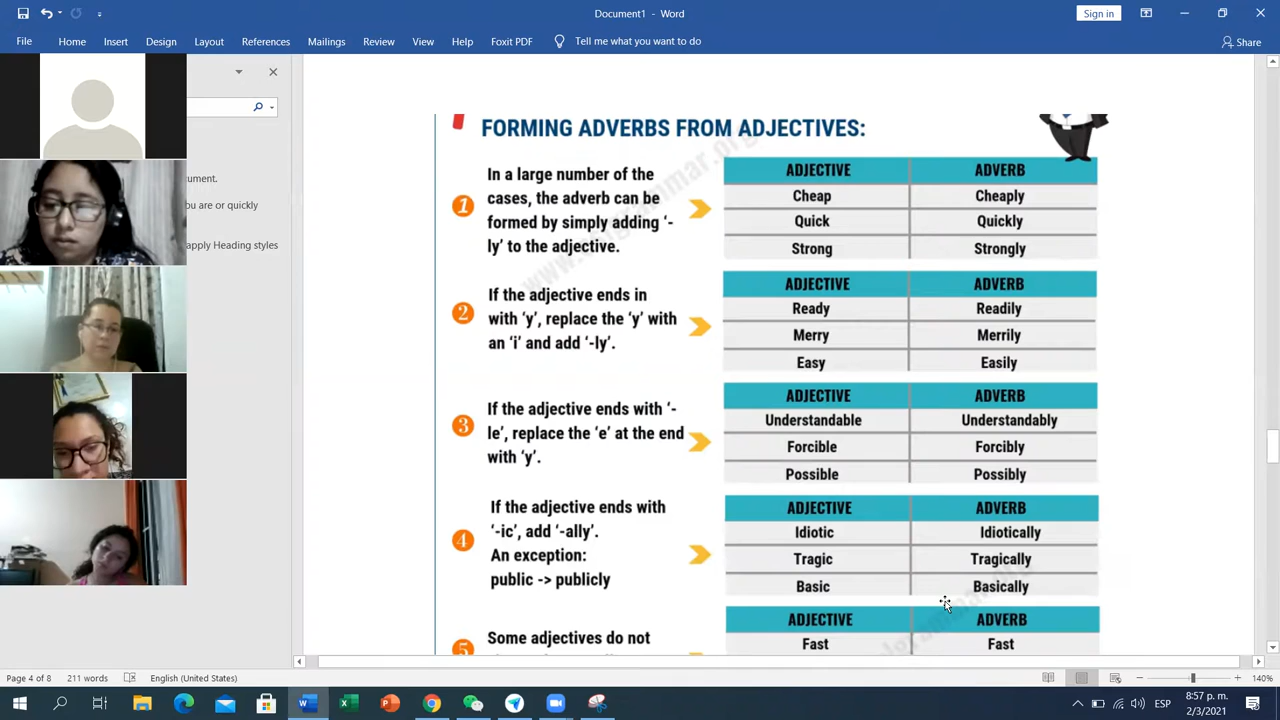 Document1 - Word
Sign in
File Home Insert Design Layout References Mailings Review View Help Foxit PDF Tell me what you want to do Share
ument.
ou are or quickly
apply Heading styles
FORMING ADVERBS FROM ADJECTIVES:
1
In a large number of the
cases, the adverb can be
formed by simply adding ‘-
ly’ to the adjective.
ADJECTIVE ADVERB
Cheap Cheaply
Quick Quickly
Strong Strongly
2
If the adjective ends in
with ‘y’, replace the ‘y’ with
an ‘i’ and add ‘-ly’.
ADJECTIVE ADVERB
Ready Readily
Merry Merrily
Easy Easily
3
If the adjective ends with ‘-
le’, replace the ‘e’ at the end
with ‘y’.
ADJECTIVE ADVERB
Understandable Understandably
Forcible Forcibly
Possible Possibly
4
If the adjective ends with
‘-ic’, add ‘-ally’.
An exception:
public -> publicly
ADJECTIVE ADVERB
Idiotic Idiotically
Tragic Tragically
Basic Basically
5
Some adjectives do not
ADJECTIVE ADVERB
Fast Fast
Page 4 of 8 211 words English (United States) 140%
ESP
8:57 p. m.
2/3/2021